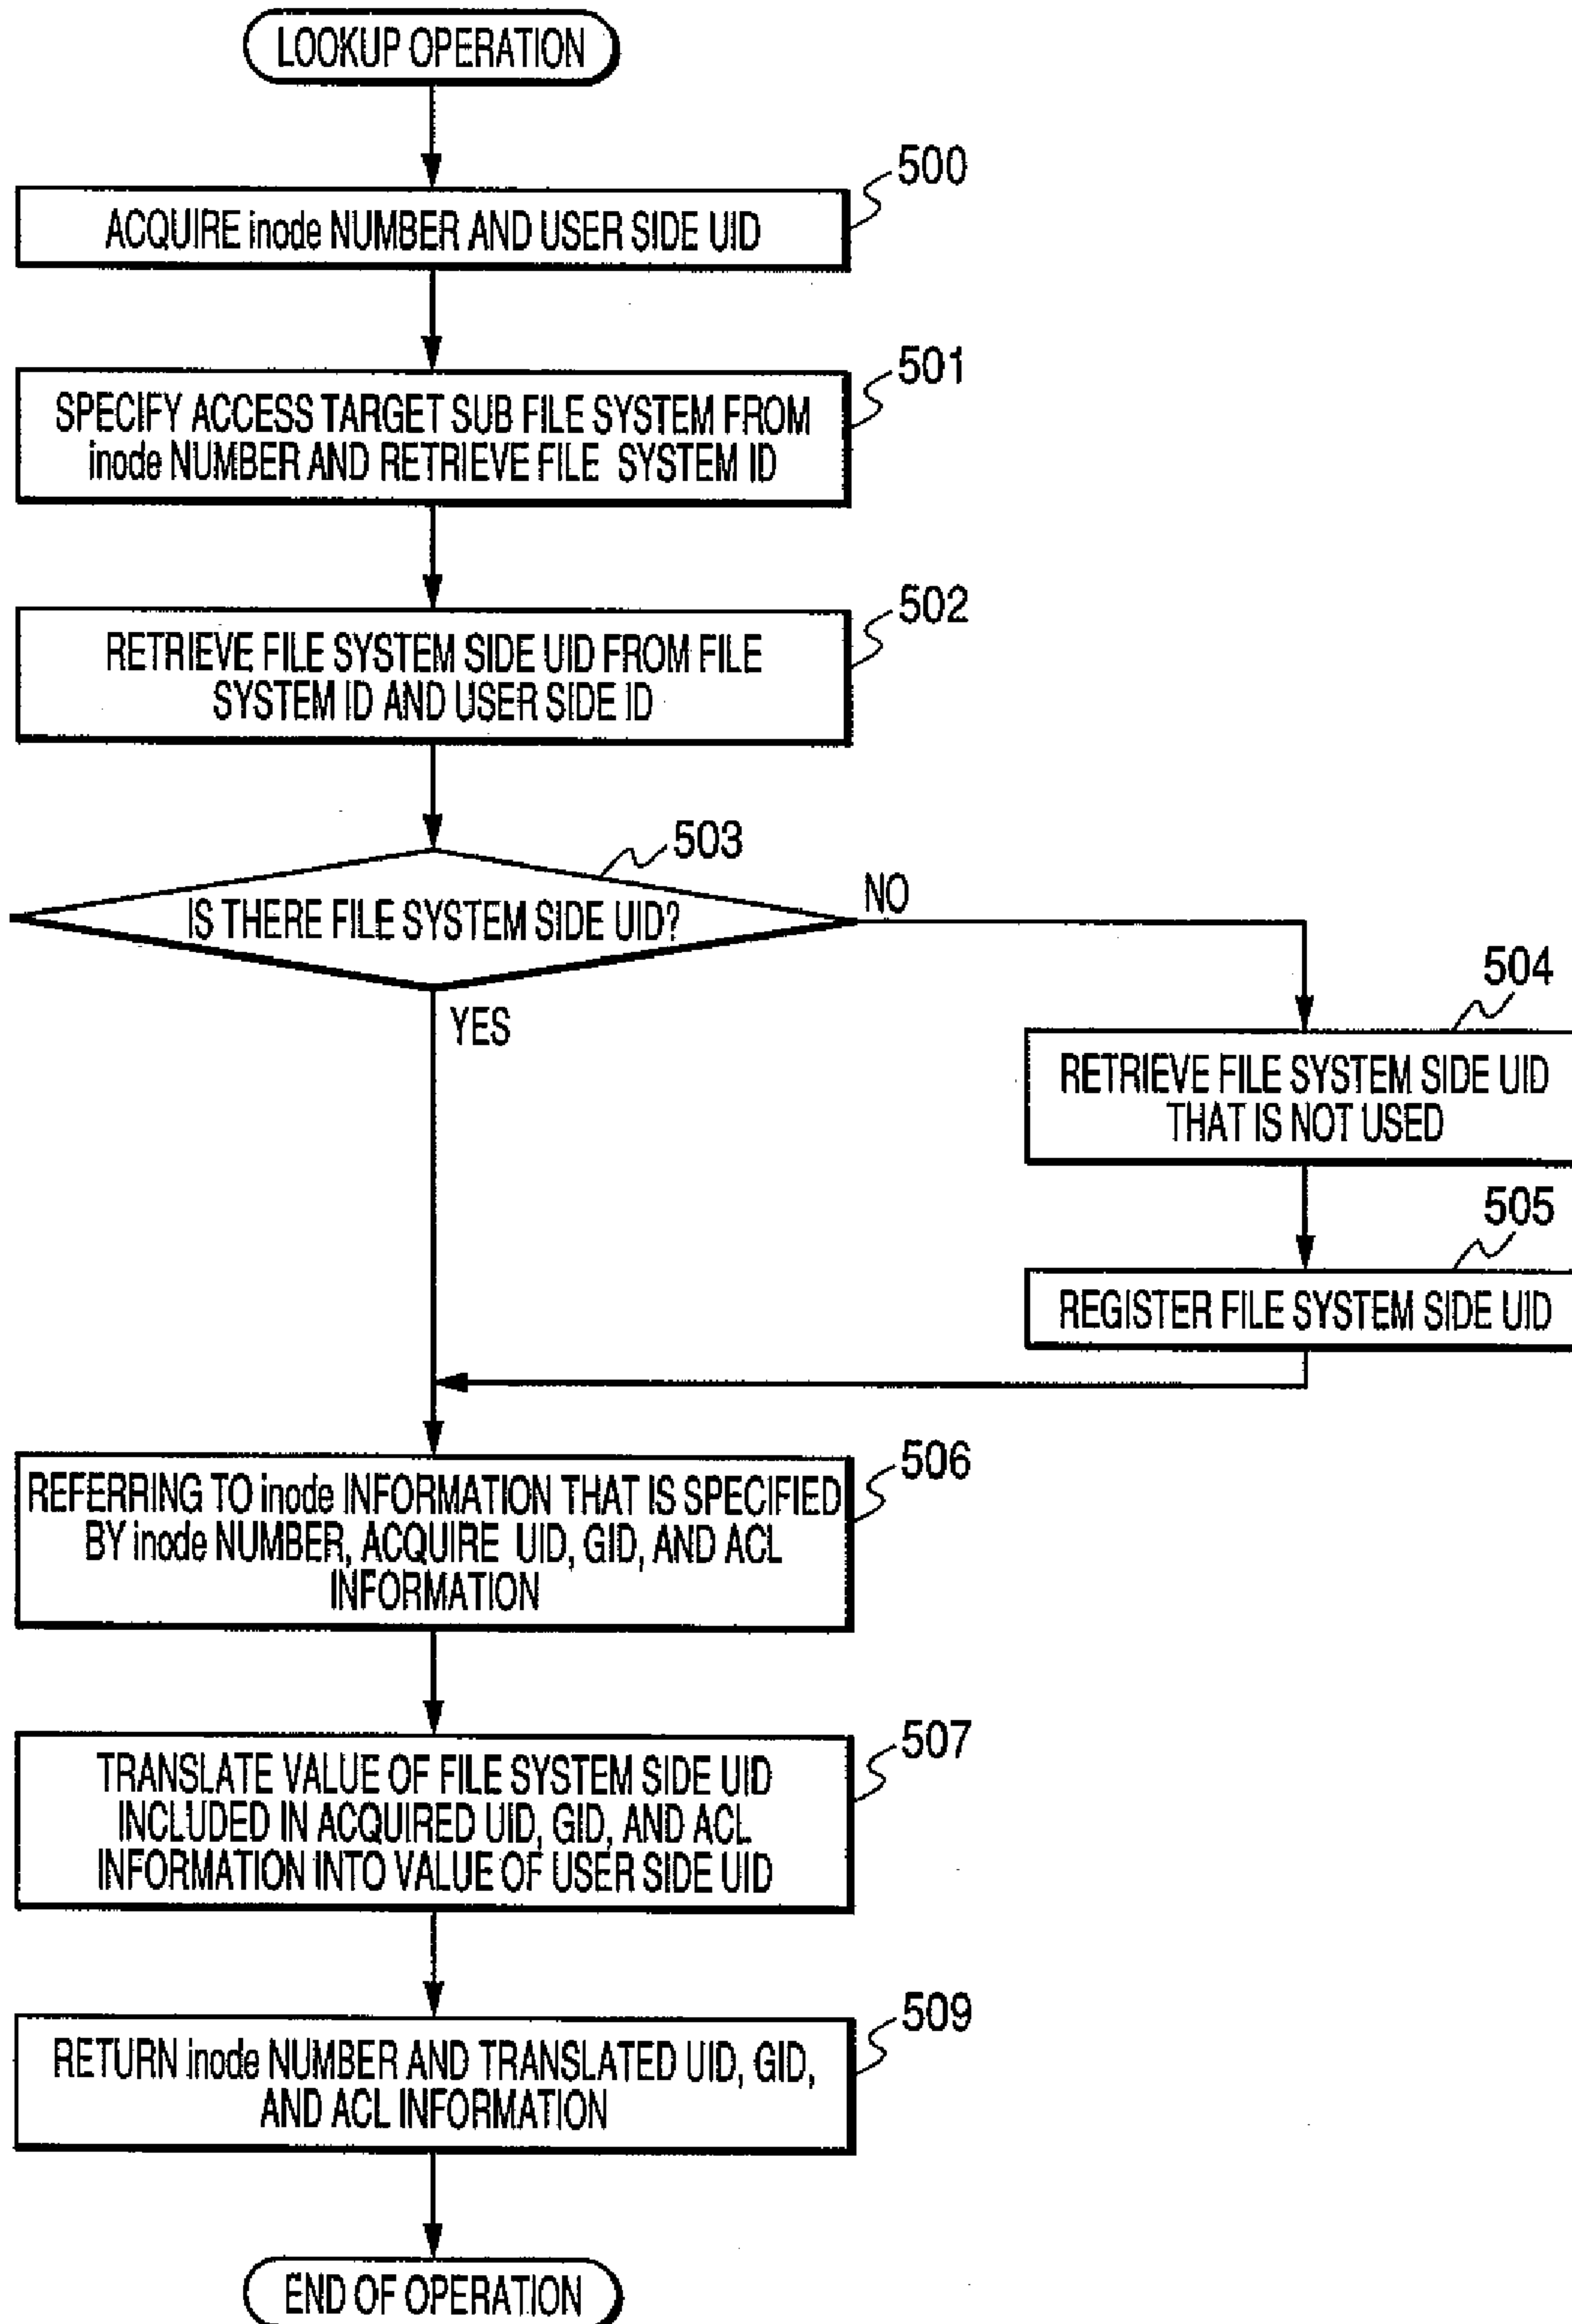 LOOKUP OPERATION
500
ACQUIRE inode NUMBER AND USER SIDE UID
501
SPECIFY ACCESS TARGET SUB FILE SYSTEM FROM
inode NUMBER AND RETRIEVE FILE SYSTEM ID
502
RETRIEVE FILE SYSTEM SIDE UID FROM FILE
SYSTEM ID AND USER SIDE ID
503
IS THERE FILE SYSTEM SIDE UID?
NO
YES
504
RETRIEVE FILE SYSTEM SIDE UID
THAT IS NOT USED
505
REGISTER FILE SYSTEM SIDE UID
506
REFERRING TO inode INFORMATION THAT IS SPECIFIED
BY inode NUMBER, ACQUIRE UID, GID, AND ACL
INFORMATION
507
TRANSLATE VALUE OF FILE SYSTEM SIDE UID
INCLUDED IN ACQUIRED UID, GID, AND ACL
INFORMATION INTO VALUE OF USER SIDE UID
509
RETURN inode NUMBER AND TRANSLATED UID, GID,
AND ACL INFORMATION
END OF OPERATION